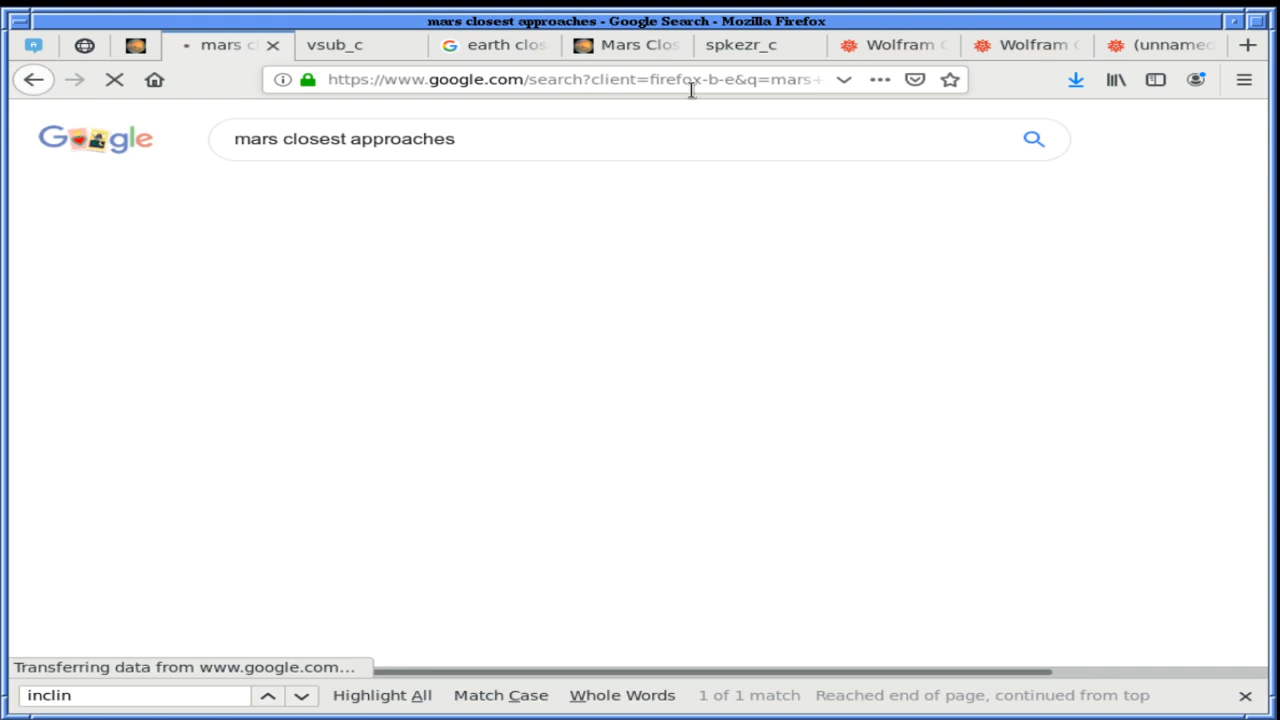 mars closest approaches - Google Search - Mozilla Firefox
mars cl vsub_c earth clos Mars Clos spkezr_c Wolfram C Wolfram C (unnamed
https://www.google.com/search?client=firefox-b-e&q=mars+
Google mars closest approaches
Transferring data from www.google.com...
inclin Highlight All Match Case Whole Words 1 of 1 match Reached end of page, continued from top